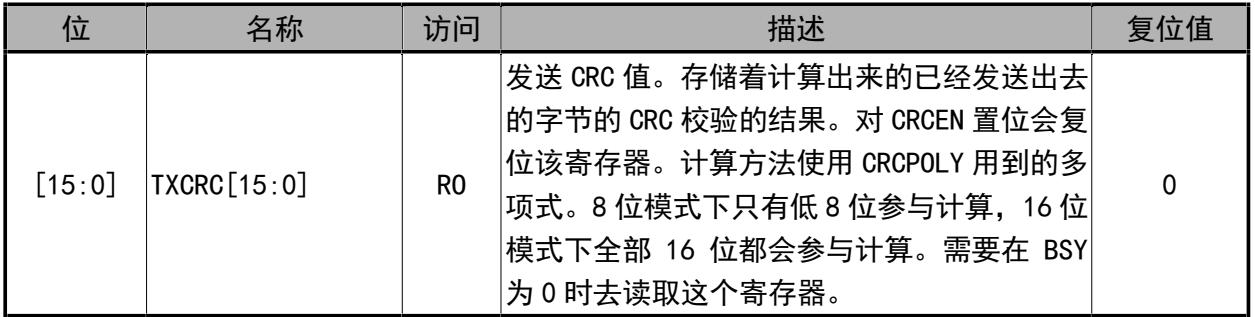 位 名称 访问 描述 复位值
发送 CRC 值。存储着计算出来的已经发送出去
的字节的 CRC 校验的结果。对 CRCEN 置位会复
位该寄存器。计算方法使用 CRCPOLY 用到的多
[15:0] TXCRC[15:0] RO 项式。8 位模式下只有低 8 位参与计算，16 位 0
模式下全部 16 位都会参与计算。需要在 BSY
为 0 时去读取这个寄存器。